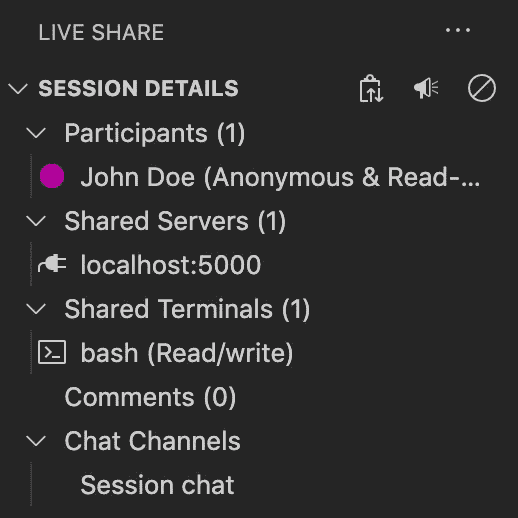 LIVE SHARE
SESSION DETAILS
Participants (1)
John Doe (Anonymous & Read-...
Shared Servers (1)
localhost:5000
Shared Terminals (1)
bash (Read/write)
Comments (0)
Chat Channels
Session chat